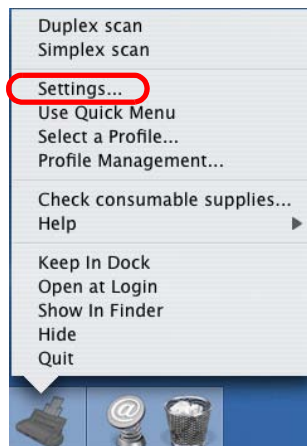 Duplex scan
Simplex scan
Settings...
Use Quick Menu
Select a Profile...
Profile Management...
Check consumable supplies...
Help
Keep In Dock
Open at Login
Show In Finder
Hide
Quit
@